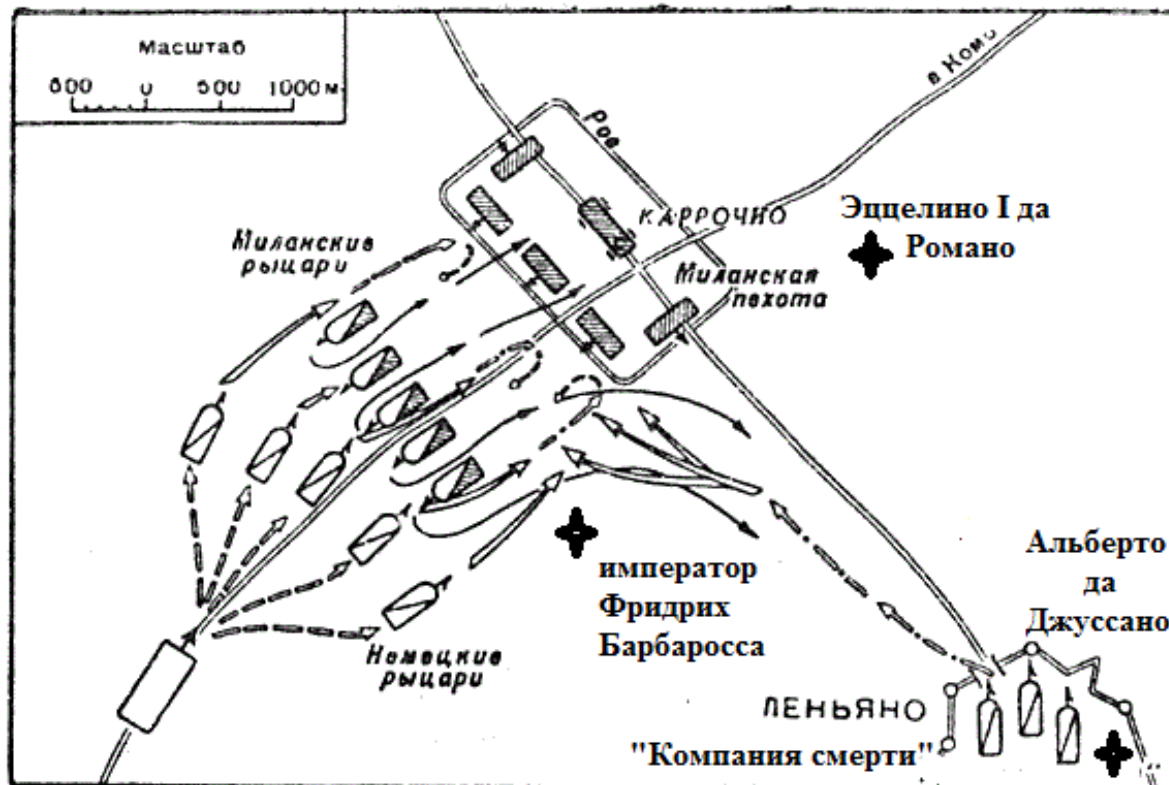 Масштаб
500 0 500 1000 м
в Комо
Ров
КАРРОЧИО
Эццелино I да
Романо
Миланские
рыцари
Миланская
пехота
император
Фридрих
Барбаросса
Альберто
да
Джуссано
Немецкие
рыцари
ЛЕНЬЯНО
"Компания смерти"